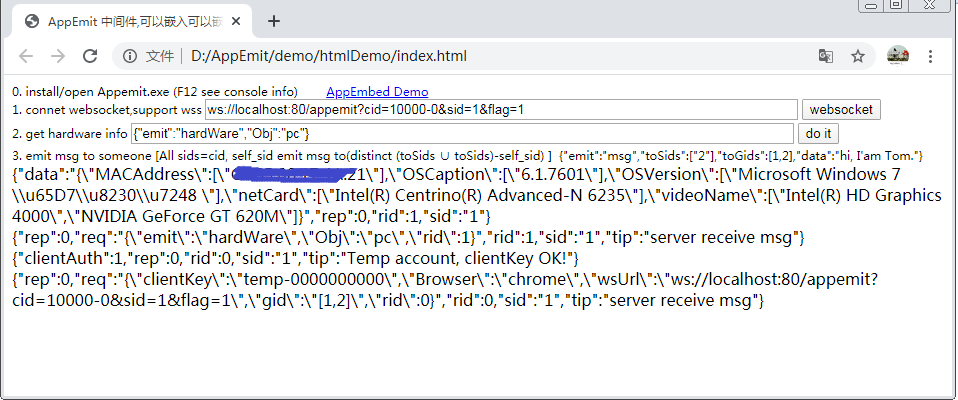 AppEmit 中间件,可以嵌入可以嵌
文件 | D:/AppEmit/demo/htmlDemo/index.html
0. install/open Appemit.exe (F12 see console info) AppEmbed Demo
1. connet websocket,support wss ws://localhost:80/appemit?cid=10000-0&sid=1&flag=1 websocket
2. get hardware info {"emit":"hardWare","Obj":"pc"} do it
3. emit msg to someone [All sids=cid, self_sid emit msg to(distinct (toSids ∪ toSids)-self_sid) ] {"emit":"msg","toSids":["2"],"toGids":[1,2],"data":"hi, I'am Tom."}
{"data":"{\"MACAddress\":[\" :21\"],\"OSCaption\":[\"6.1.7601\"],\"OSVersion\":[\"Microsoft Windows 7
\\u65D7\\u8230\\u7248 \"],\"netCard\":[\"Intel(R) Centrino(R) Advanced-N 6235\"],\"videoName\":[\"Intel(R) HD Graphics
4000\",\"NVIDIA GeForce GT 620M\"]}","rep":0,"rid":1,"sid":"1"}
{"rep":0,"req":"{\"emit\":\"hardWare\",\"Obj\":\"pc\",\"rid\":1}","rid":1,"sid":"1","tip":"server receive msg"}
{"clientAuth":1,"rep":0,"rid":0,"sid":"1","tip":"Temp account, clientKey OK!"}
{"rep":0,"req":"{\"clientKey\":\"temp-0000000000\",\"Browser\":\"chrome\",\"wsUrl\":\"ws://localhost:80/appemit?
cid=10000-0&sid=1&flag=1\",\"gid\":\"[1,2]\",\"rid\":0}","rid":0,"sid":"1","tip":"server receive msg"}